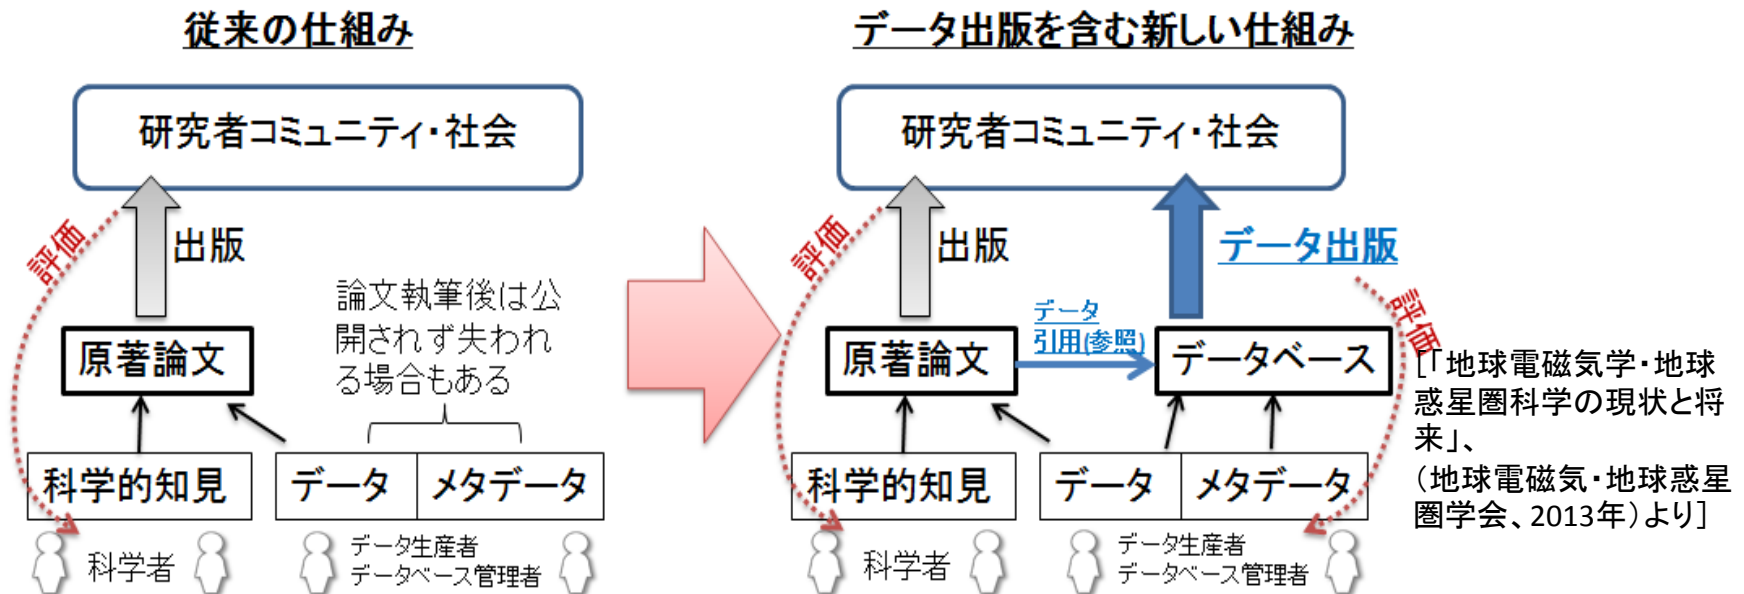 従来の仕組み
研究者コミュニティ・社会
評価
出版
論文執筆後は公
開されず失われ
る場合もある
原著論文
科学的知見
データ
メタデータ
科学者
データ生産者
データベース管理者
データ出版を含む新しい仕組み
研究者コミュニティ・社会
評価
出版
データ出版
評価
データ
引用(参照)
原著論文
データベース
科学的知見
データ
メタデータ
科学者
データ生産者
データベース管理者
[「地球電磁気学・地球
惑星圏科学の現状と将
来」、
(地球電磁気・地球惑星
圏学会、2013年)より]